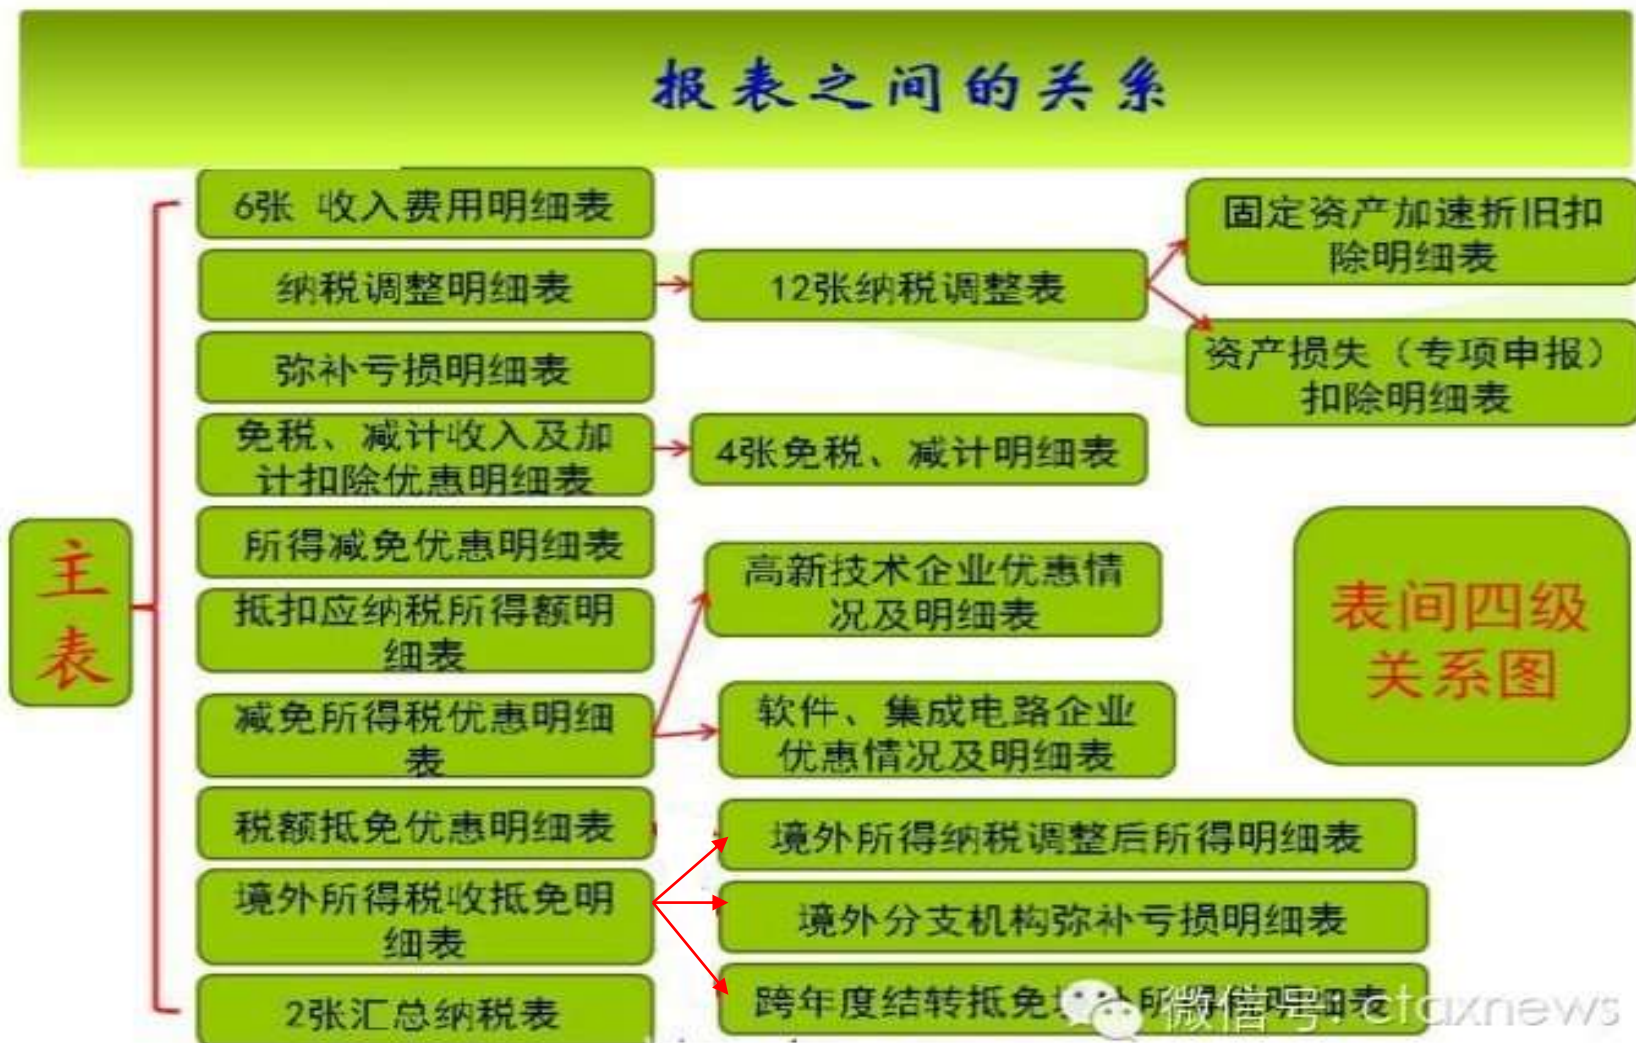 报表之间的关系
6张 收入费用明细表
纳税调整明细表
12张纳税调整表
固定资产加速折旧扣
除明细表
资产损失（专项申报）
扣除明细表
弥补亏损明细表
免税、减计收入及加
计扣除优惠明细表
4张免税、减计明细表
所得减免优惠明细表
抵扣应纳税所得额明
细表
减免所得税优惠明细
表
高新技术企业优惠情
况及明细表
软件、集成电路企业
优惠情况及明细表
税额抵免优惠明细表
境外所得税收抵免明
细表
境外所得纳税调整后所得明细表
境外分支机构弥补亏损明细表
跨年度结转抵免 所 明细表
2张汇总纳税表
主
表
表间四级
关系图
微信号: ctaxnews